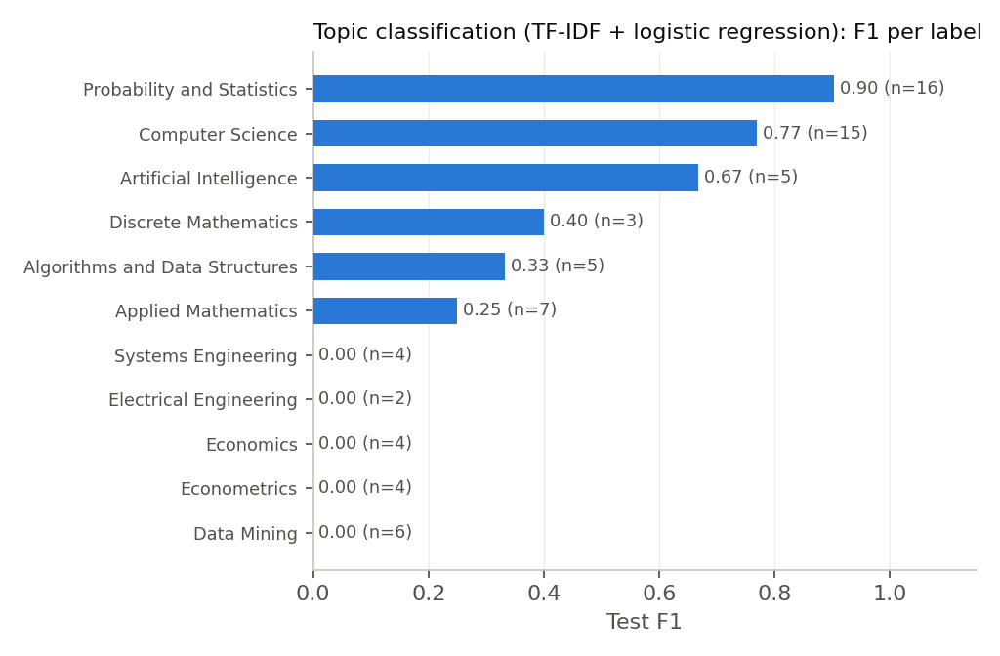 Topic classification (TF-IDF + logistic regression): F1 per label
Probability and Statistics 0.90 (n=16)
Computer Science 0.77 (n=15)
Artificial Intelligence 0.67 (n=5)
Discrete Mathematics 0.40 (n=3)
Algorithms and Data Structures 0.33 (n=5)
Applied Mathematics 0.25 (n=7)
Systems Engineering 0.00 (n=4)
Electrical Engineering 0.00 (n=2)
Economics 0.00 (n=4)
Econometrics 0.00 (n=4)
Data Mining 0.00 (n=6)
0.0 0.2 0.4 0.6 0.8 1.0
Test F1